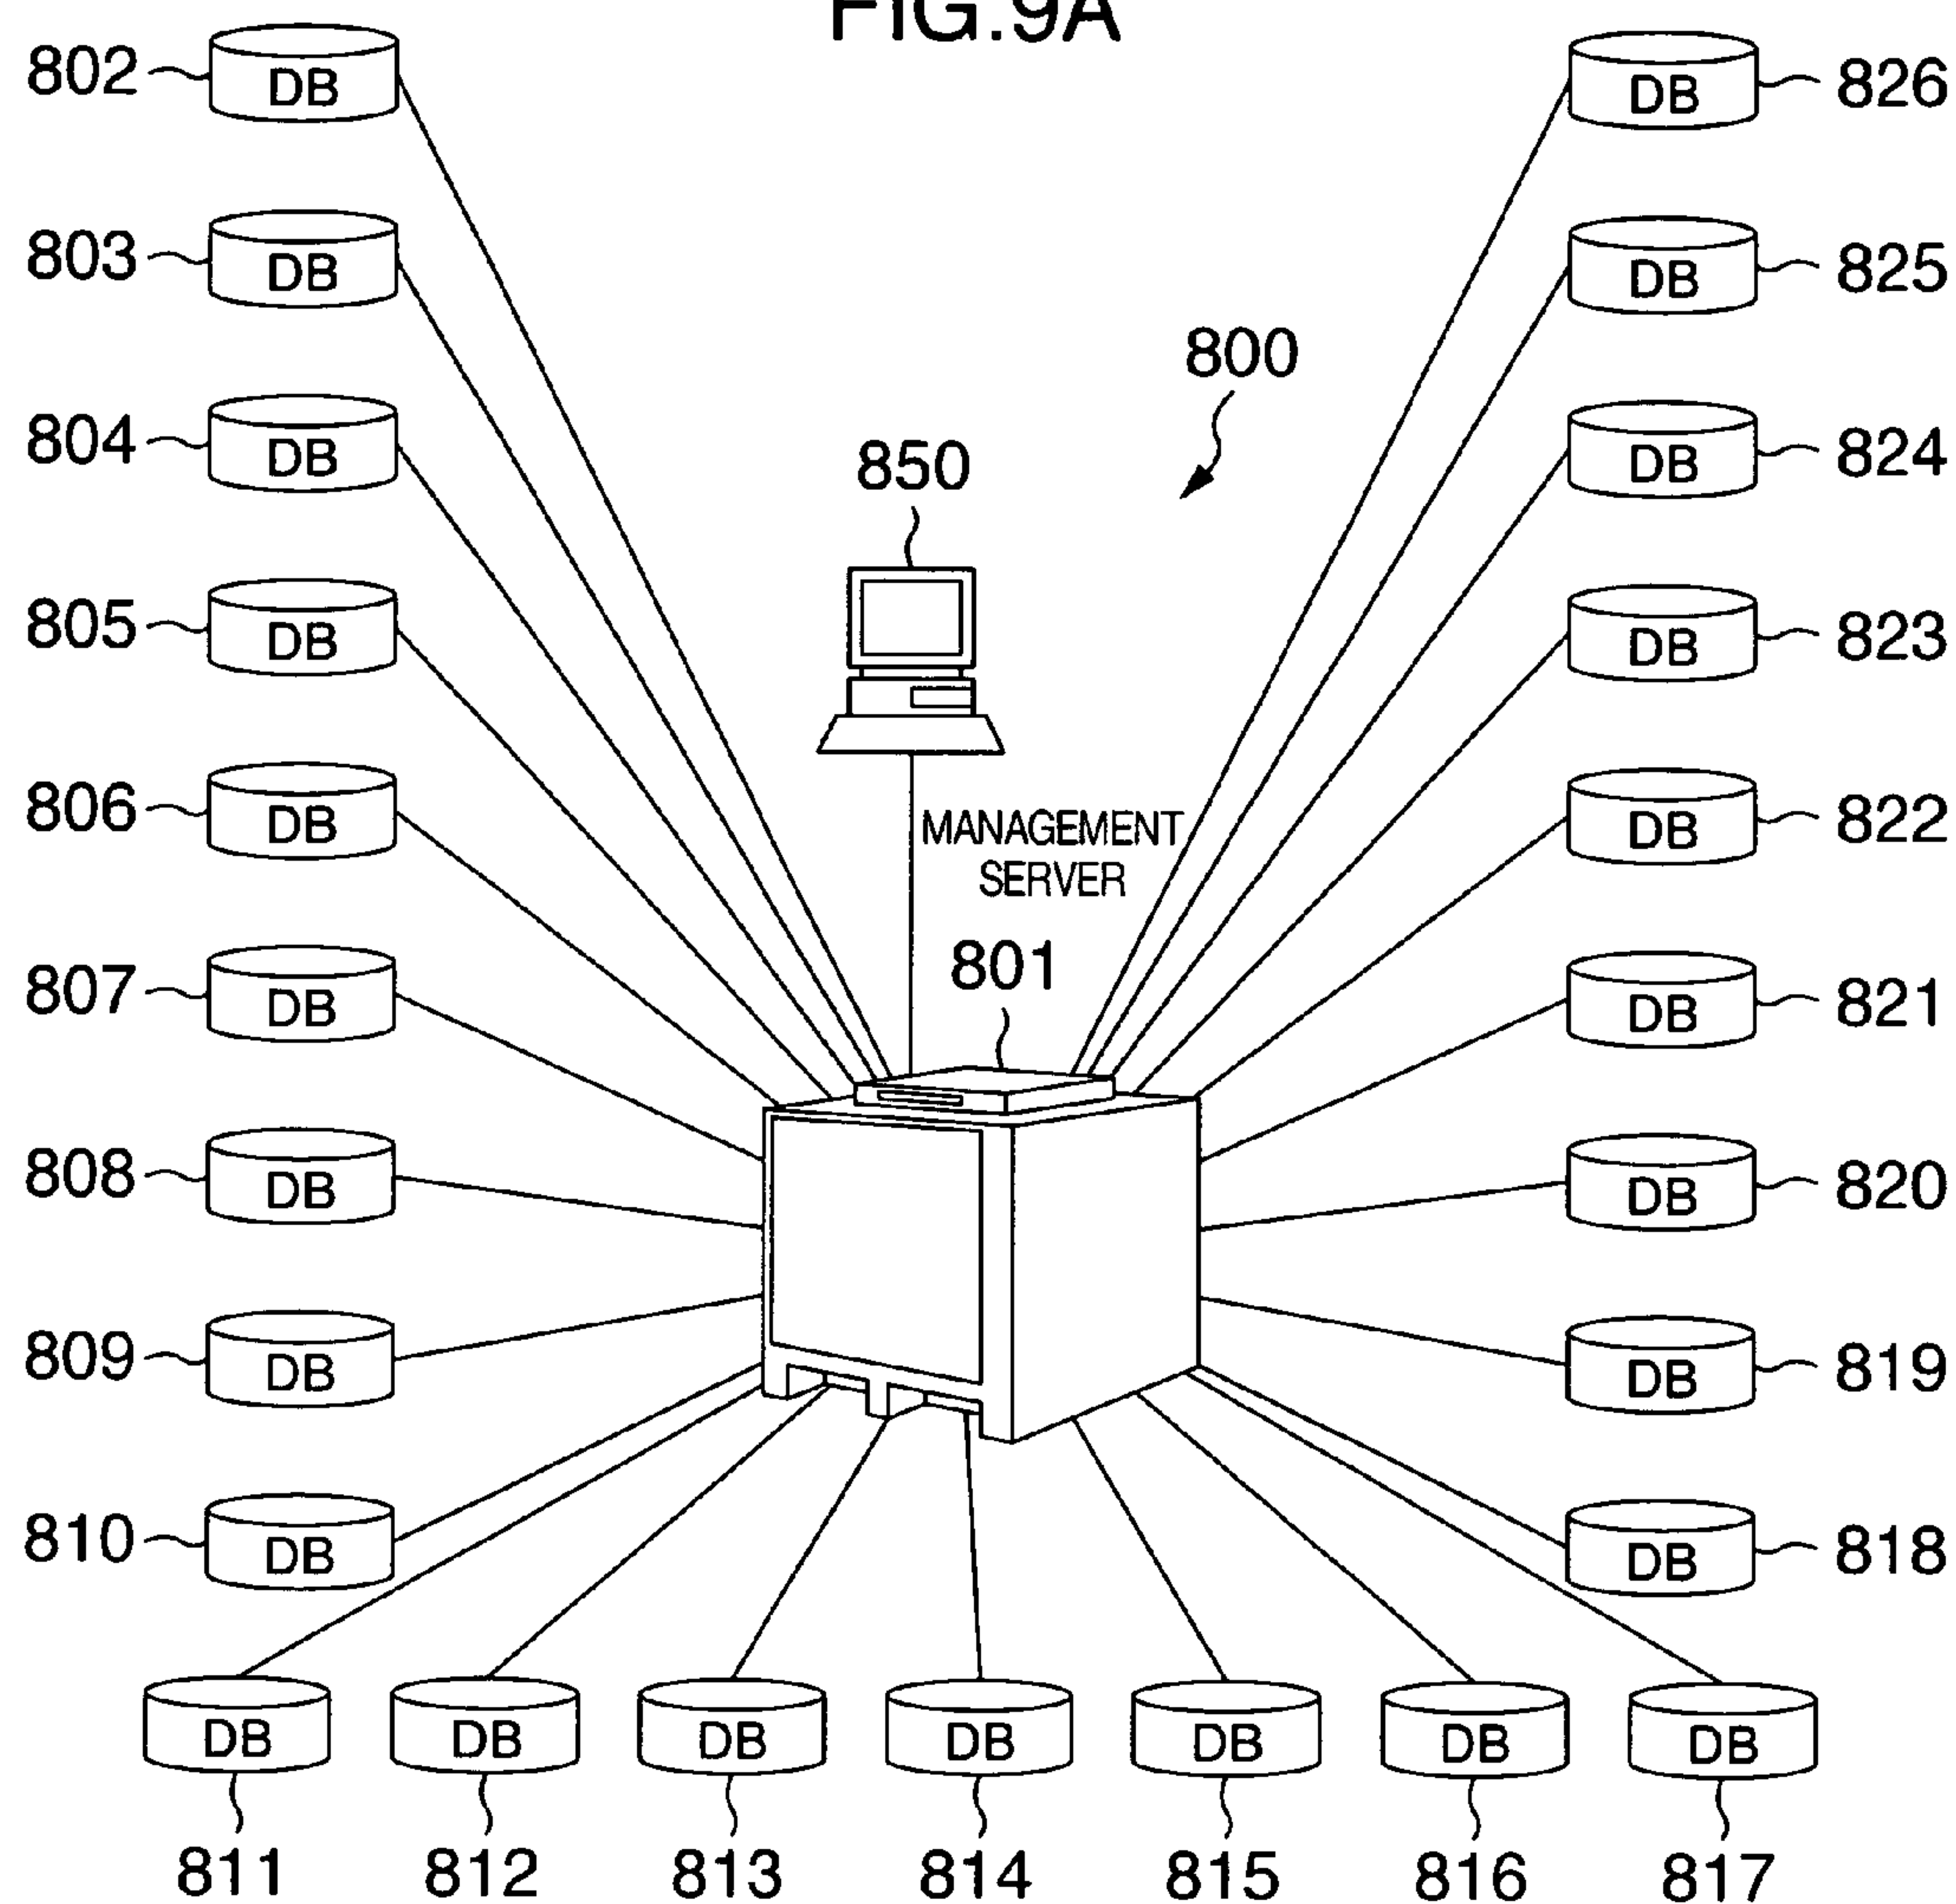 FIG.9A
802 DB DB 826
803 DB DB 825
800
804 DB DB 824
850
805 DB DB 823
806 DB DB 822
MANAGEMENT
SERVER
801
807 DB DB 821
808 DB DB 820
809 DB DB 819
810 DB DB 818
DB DB DB DB DB DB DB
811 812 813 814 815 816 817